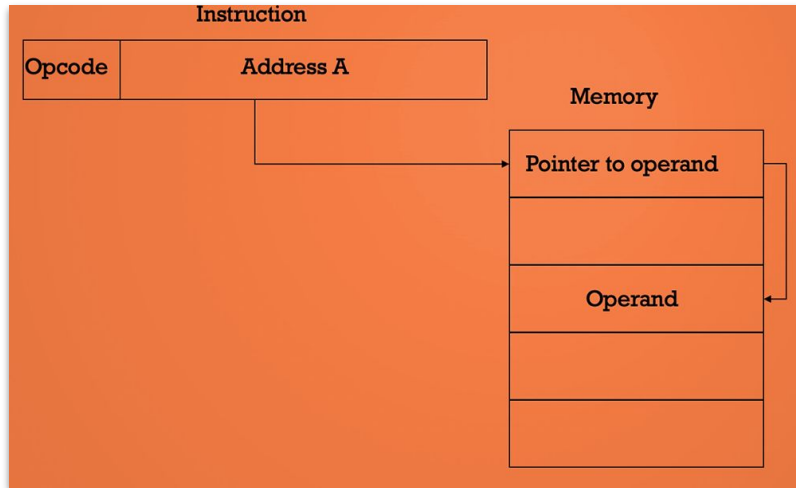 Instruction
Opcode
Address A
Memory
Pointer to operand
Operand